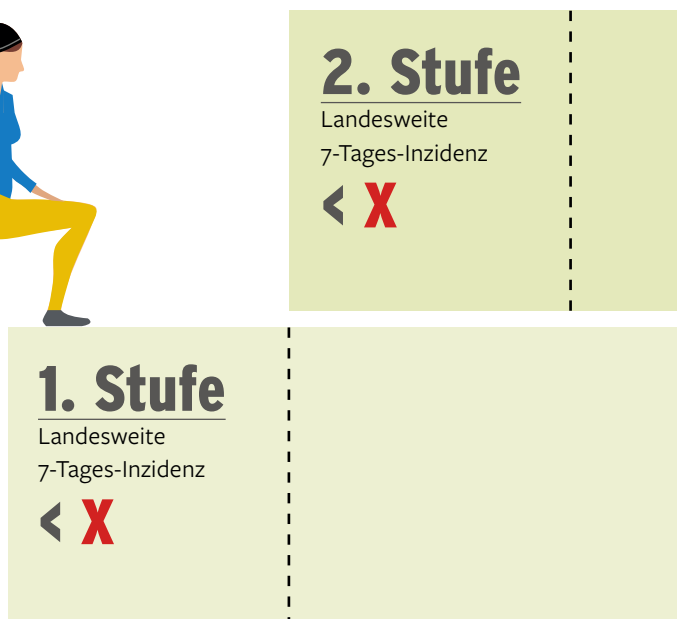 2. Stufe
Landesweite
7-Tages-Inzidenz
< X
1. Stufe
Landesweite
7-Tages-Inzidenz
< X